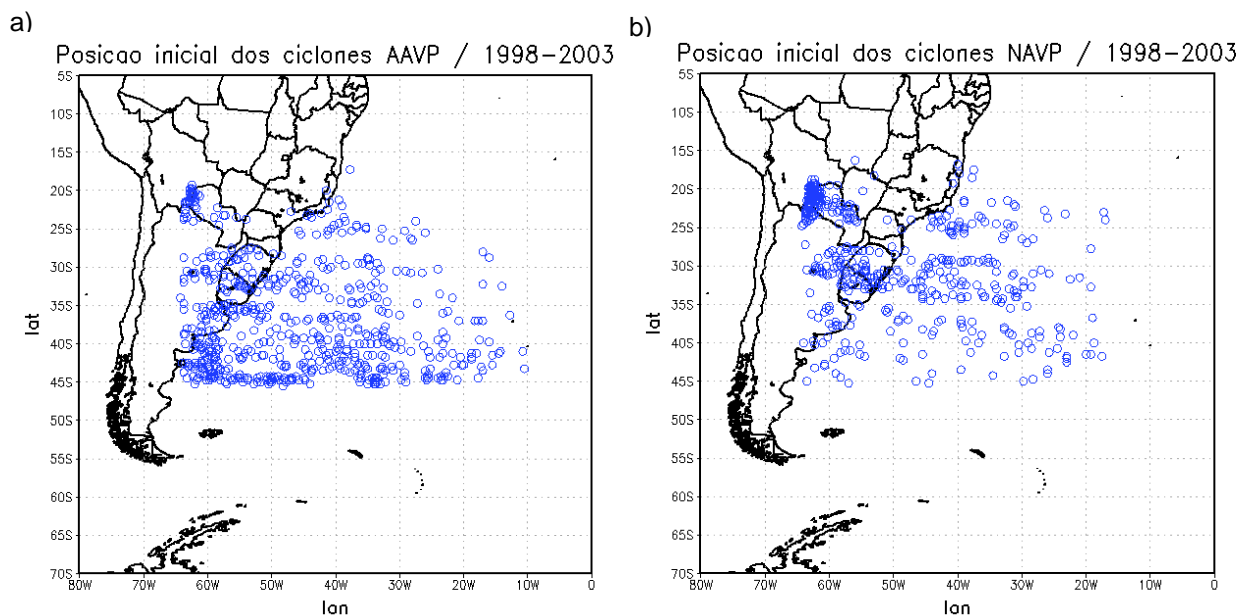 a)
Posicao inicial dos ciclones AAVP / 1998-2003
5S
10S
15S
20S
25S
30S
35S
40S
45S
50S
55S
60S
65S
70S
lat
80W
70W
60W
50W
40W
30W
20W
10W
0
lon
b)
Posicao inicial dos ciclones NAVP / 1998-2003
5S
10S
15S
20S
25S
30S
35S
40S
45S
50S
55S
60S
65S
70S
lat
80W
70W
60W
50W
40W
30W
20W
10W
0
lon